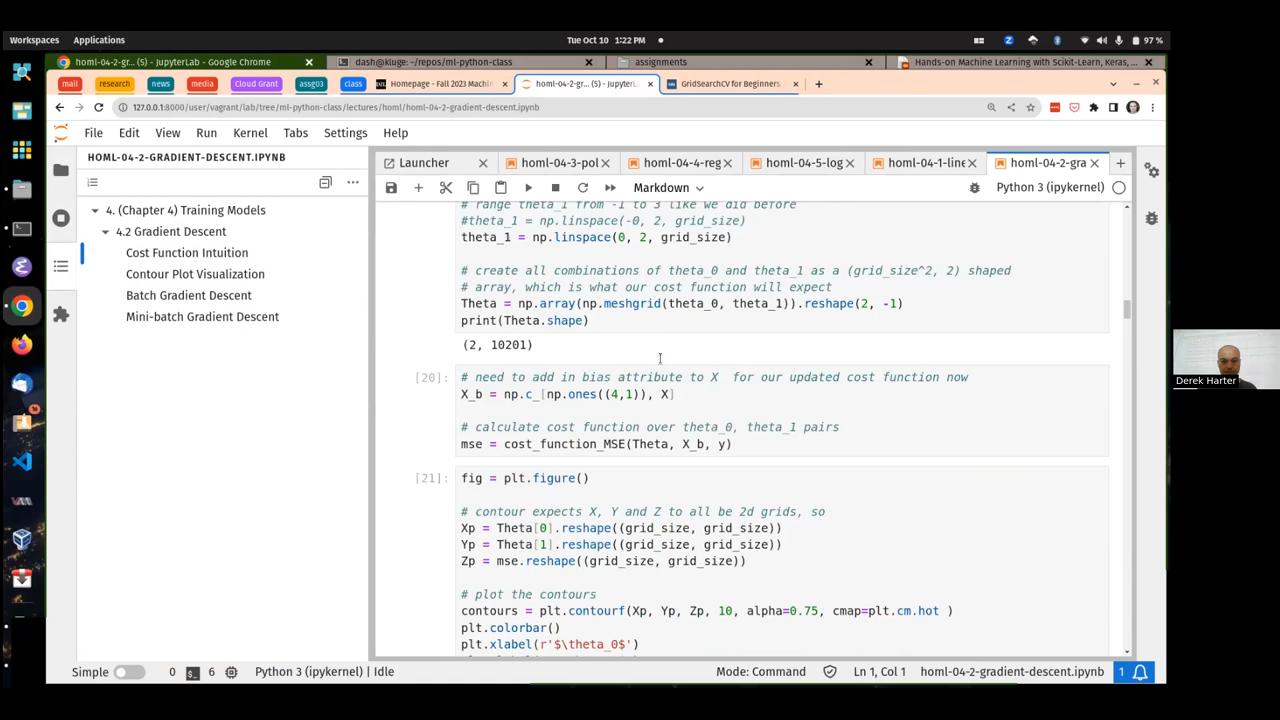 Workspaces Applications Tue Oct 10 1:22 PM 97 %
homl-04-2-gr... (5) - JupyterLab - Google Chrome dash@kluge: ~/repos/ml-python-class assignments Hands-on Machine Learning with Scikit-Learn, Keras, ...
mail research news media Cloud Grant assg03 class Homepage - Fall 2023 Machin homl-04-2-gr... (5) - JupyterL GridSearchCV for Beginners.
127.0.0.1:8000/user/vagrant/lab/tree/ml-python-class/lectures/homl/homl-04-2-gradient-descent.ipynb
File Edit View Run Kernel Tabs Settings Help
HOML-04-2-GRADIENT-DESCENT.IPYNB
Launcher homl-04-3-pol homl-04-4-reg homl-04-5-log homl-04-1-line homl-04-2-gra
Markdown Python 3 (ipykernel)
4. (Chapter 4) Training Models
4.2 Gradient Descent
Cost Function Intuition
Contour Plot Visualization
Batch Gradient Descent
Mini-batch Gradient Descent
# range theta_1 from -1 to 3 like we did before
#theta_1 = np.linspace(-0, 2, grid_size)
theta_1 = np.linspace(0, 2, grid_size)
# create all combinations of theta_0 and theta_1 as a (grid_size^2, 2) shaped
# array, which is what our cost function will expect
Theta = np.array(np.meshgrid(theta_0, theta_1)).reshape(2, -1)
print(Theta.shape)
(2, 10201)
[20]: # need to add in bias attribute to X  for our updated cost function now
X_b = np.c_[np.ones((4,1)), X]
# calculate cost function over theta_0, theta_1 pairs
mse = cost_function_MSE(Theta, X_b, y)
[21]: fig = plt.figure()
# contour expects X, Y and Z to all be 2d grids, so
Xp = Theta[0].reshape((grid_size, grid_size))
Yp = Theta[1].reshape((grid_size, grid_size))
Zp = mse.reshape((grid_size, grid_size))
# plot the contours
contours = plt.contourf(Xp, Yp, Zp, 10, alpha=0.75, cmap=plt.cm.hot )
plt.colorbar()
plt.xlabel(r'$\theta_0$')
Derek Harter
Simple 0 6 Python 3 (ipykernel) | Idle Mode: Command Ln 1, Col 1 homl-04-2-gradient-descent.ipynb 1